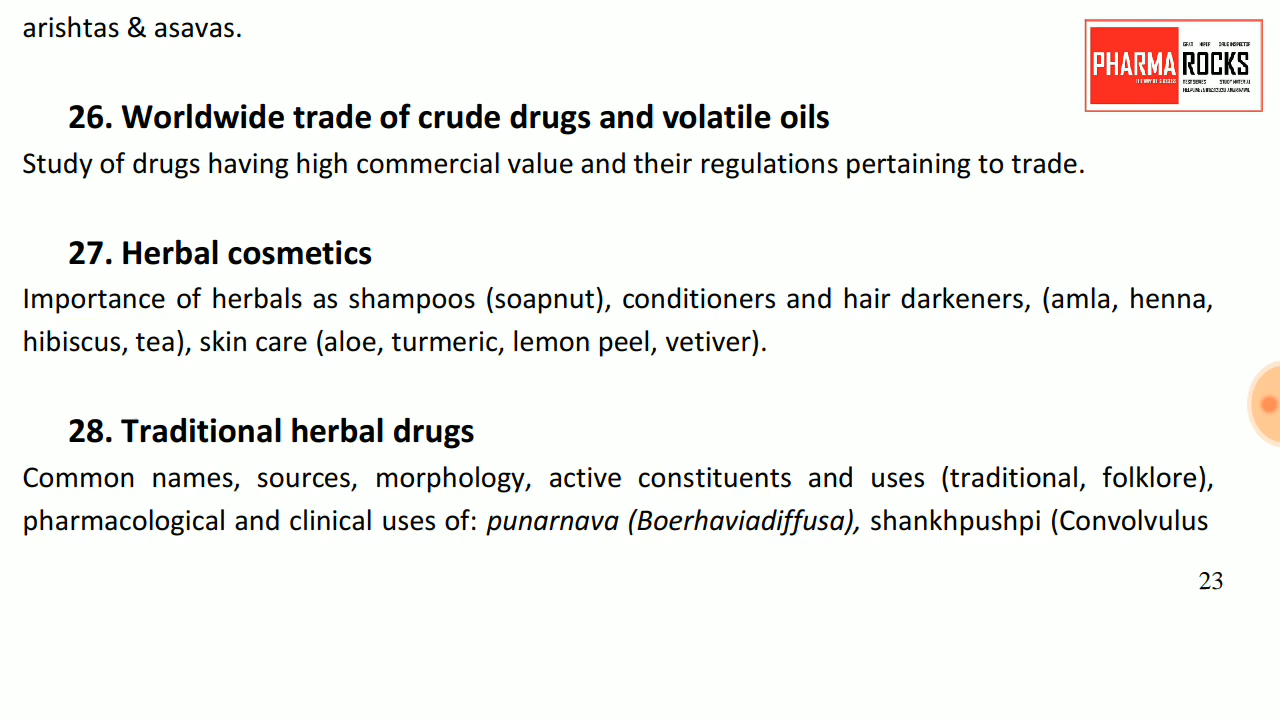 arishtas & asavas.
PHARMA ROCKS
26. Worldwide trade of crude drugs and volatile oils
Study of drugs having high commercial value and their regulations pertaining to trade.
27. Herbal cosmetics
Importance of herbals as shampoos (soapnut), conditioners and hair darkeners, (amla, henna,
hibiscus, tea), skin care (aloe, turmeric, lemon peel, vetiver).
28. Traditional herbal drugs
Common names, sources, morphology, active constituents and uses (traditional, folklore),
pharmacological and clinical uses of: punarnava (Boerhaviadiffusa), shankhpushpi (Convolvulus
23